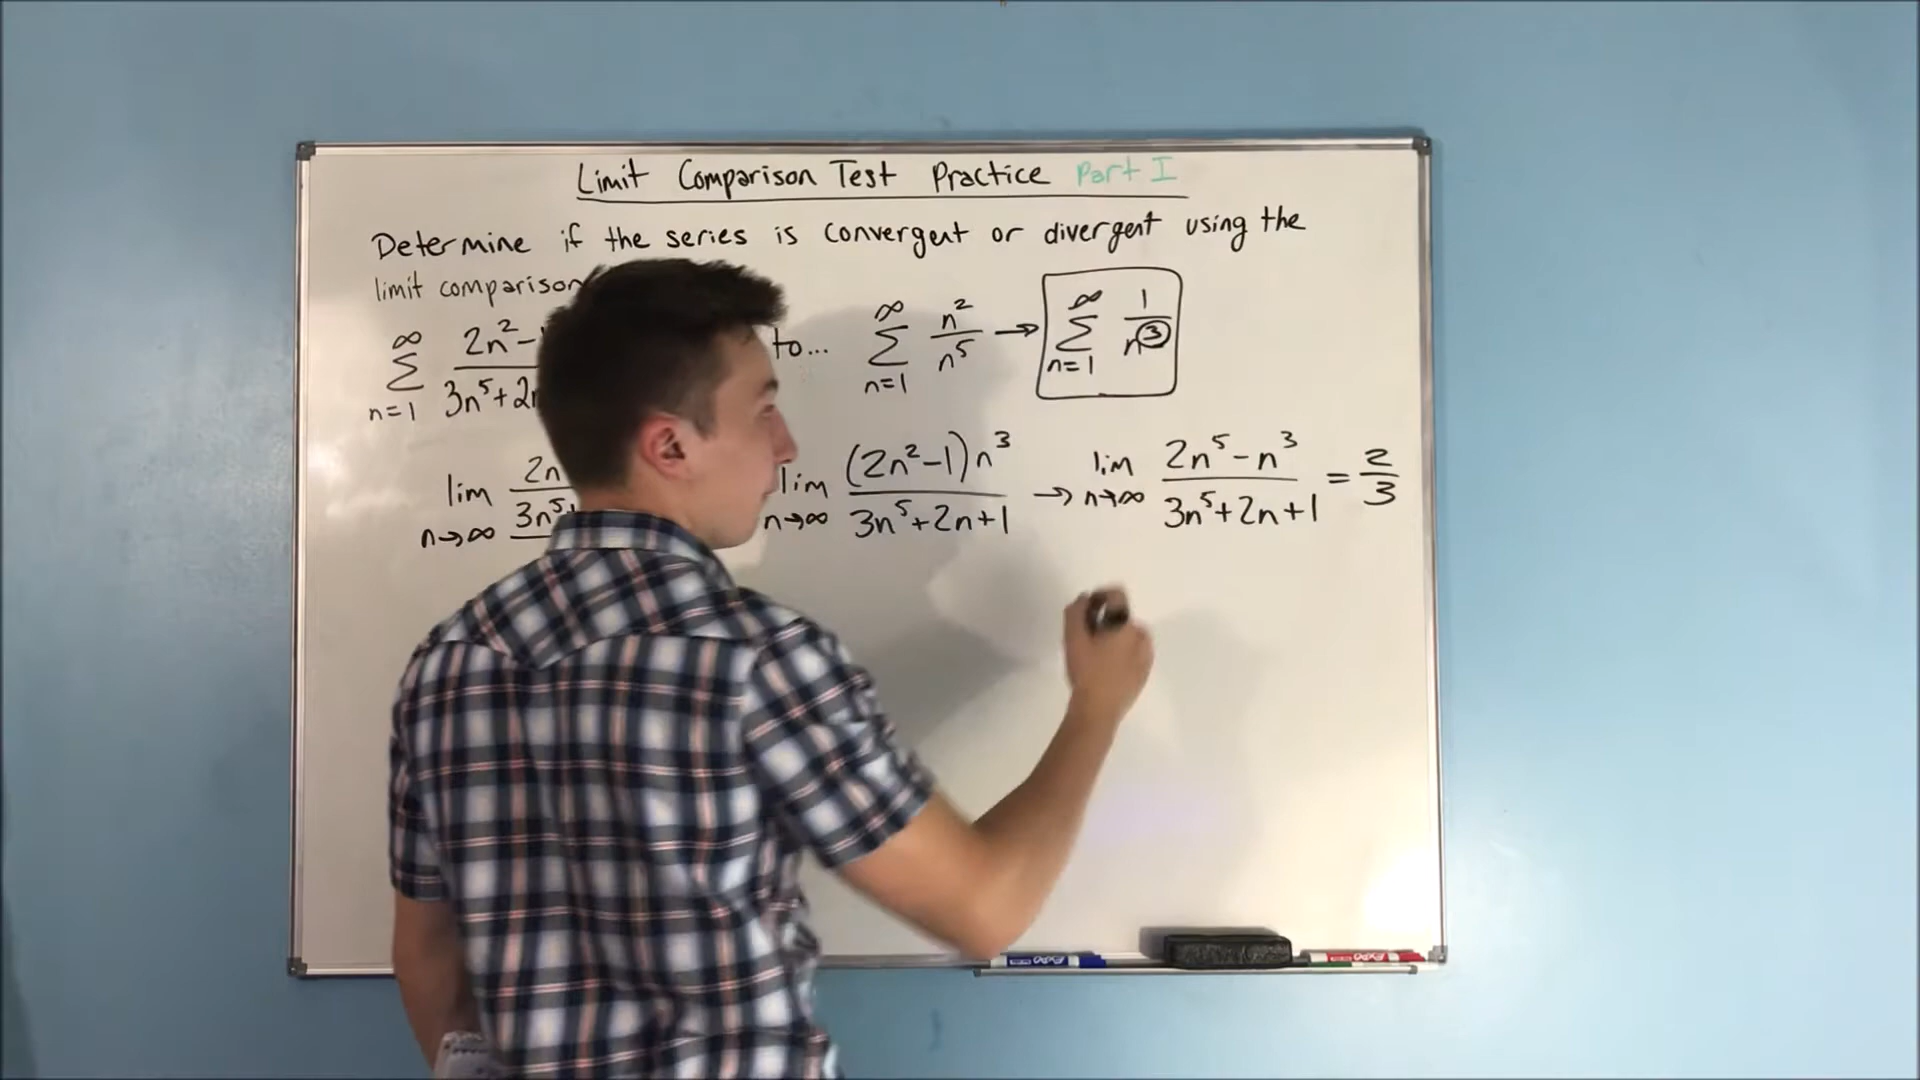 Limit Comparison Test Practice Part I
Determine if the series is convergent or divergent using the
limit comparison
∞ ∑ n=1 2n²- / 3n⁵+2n to... ∞ ∑ n=1 n²/n⁵ → ∞ ∑ n=1 1/n³
lim n→∞ 2n / 3n⁵+ lim n→∞ (2n²-1)n³ / 3n⁵+2n+1 → lim n→∞ 2n⁵-n³ / 3n⁵+2n+1 = 2/3
EXPO
EXPO